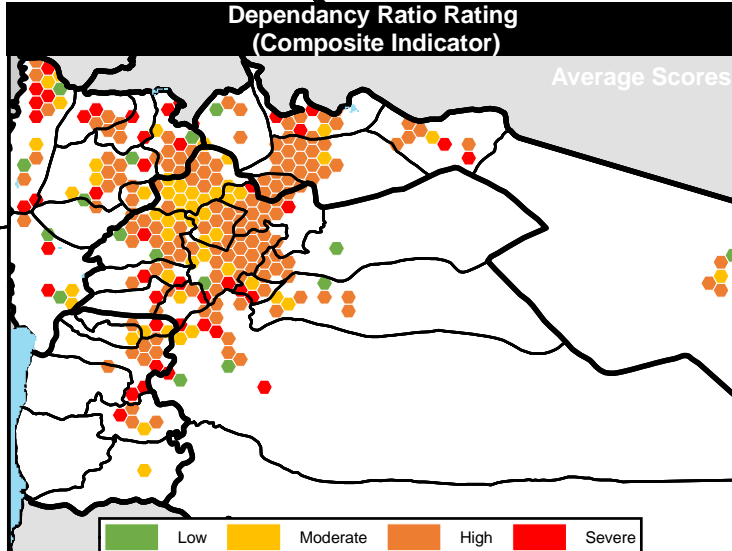 Dependancy Ratio Rating
(Composite Indicator)
Average Scores
Low Moderate High Severe